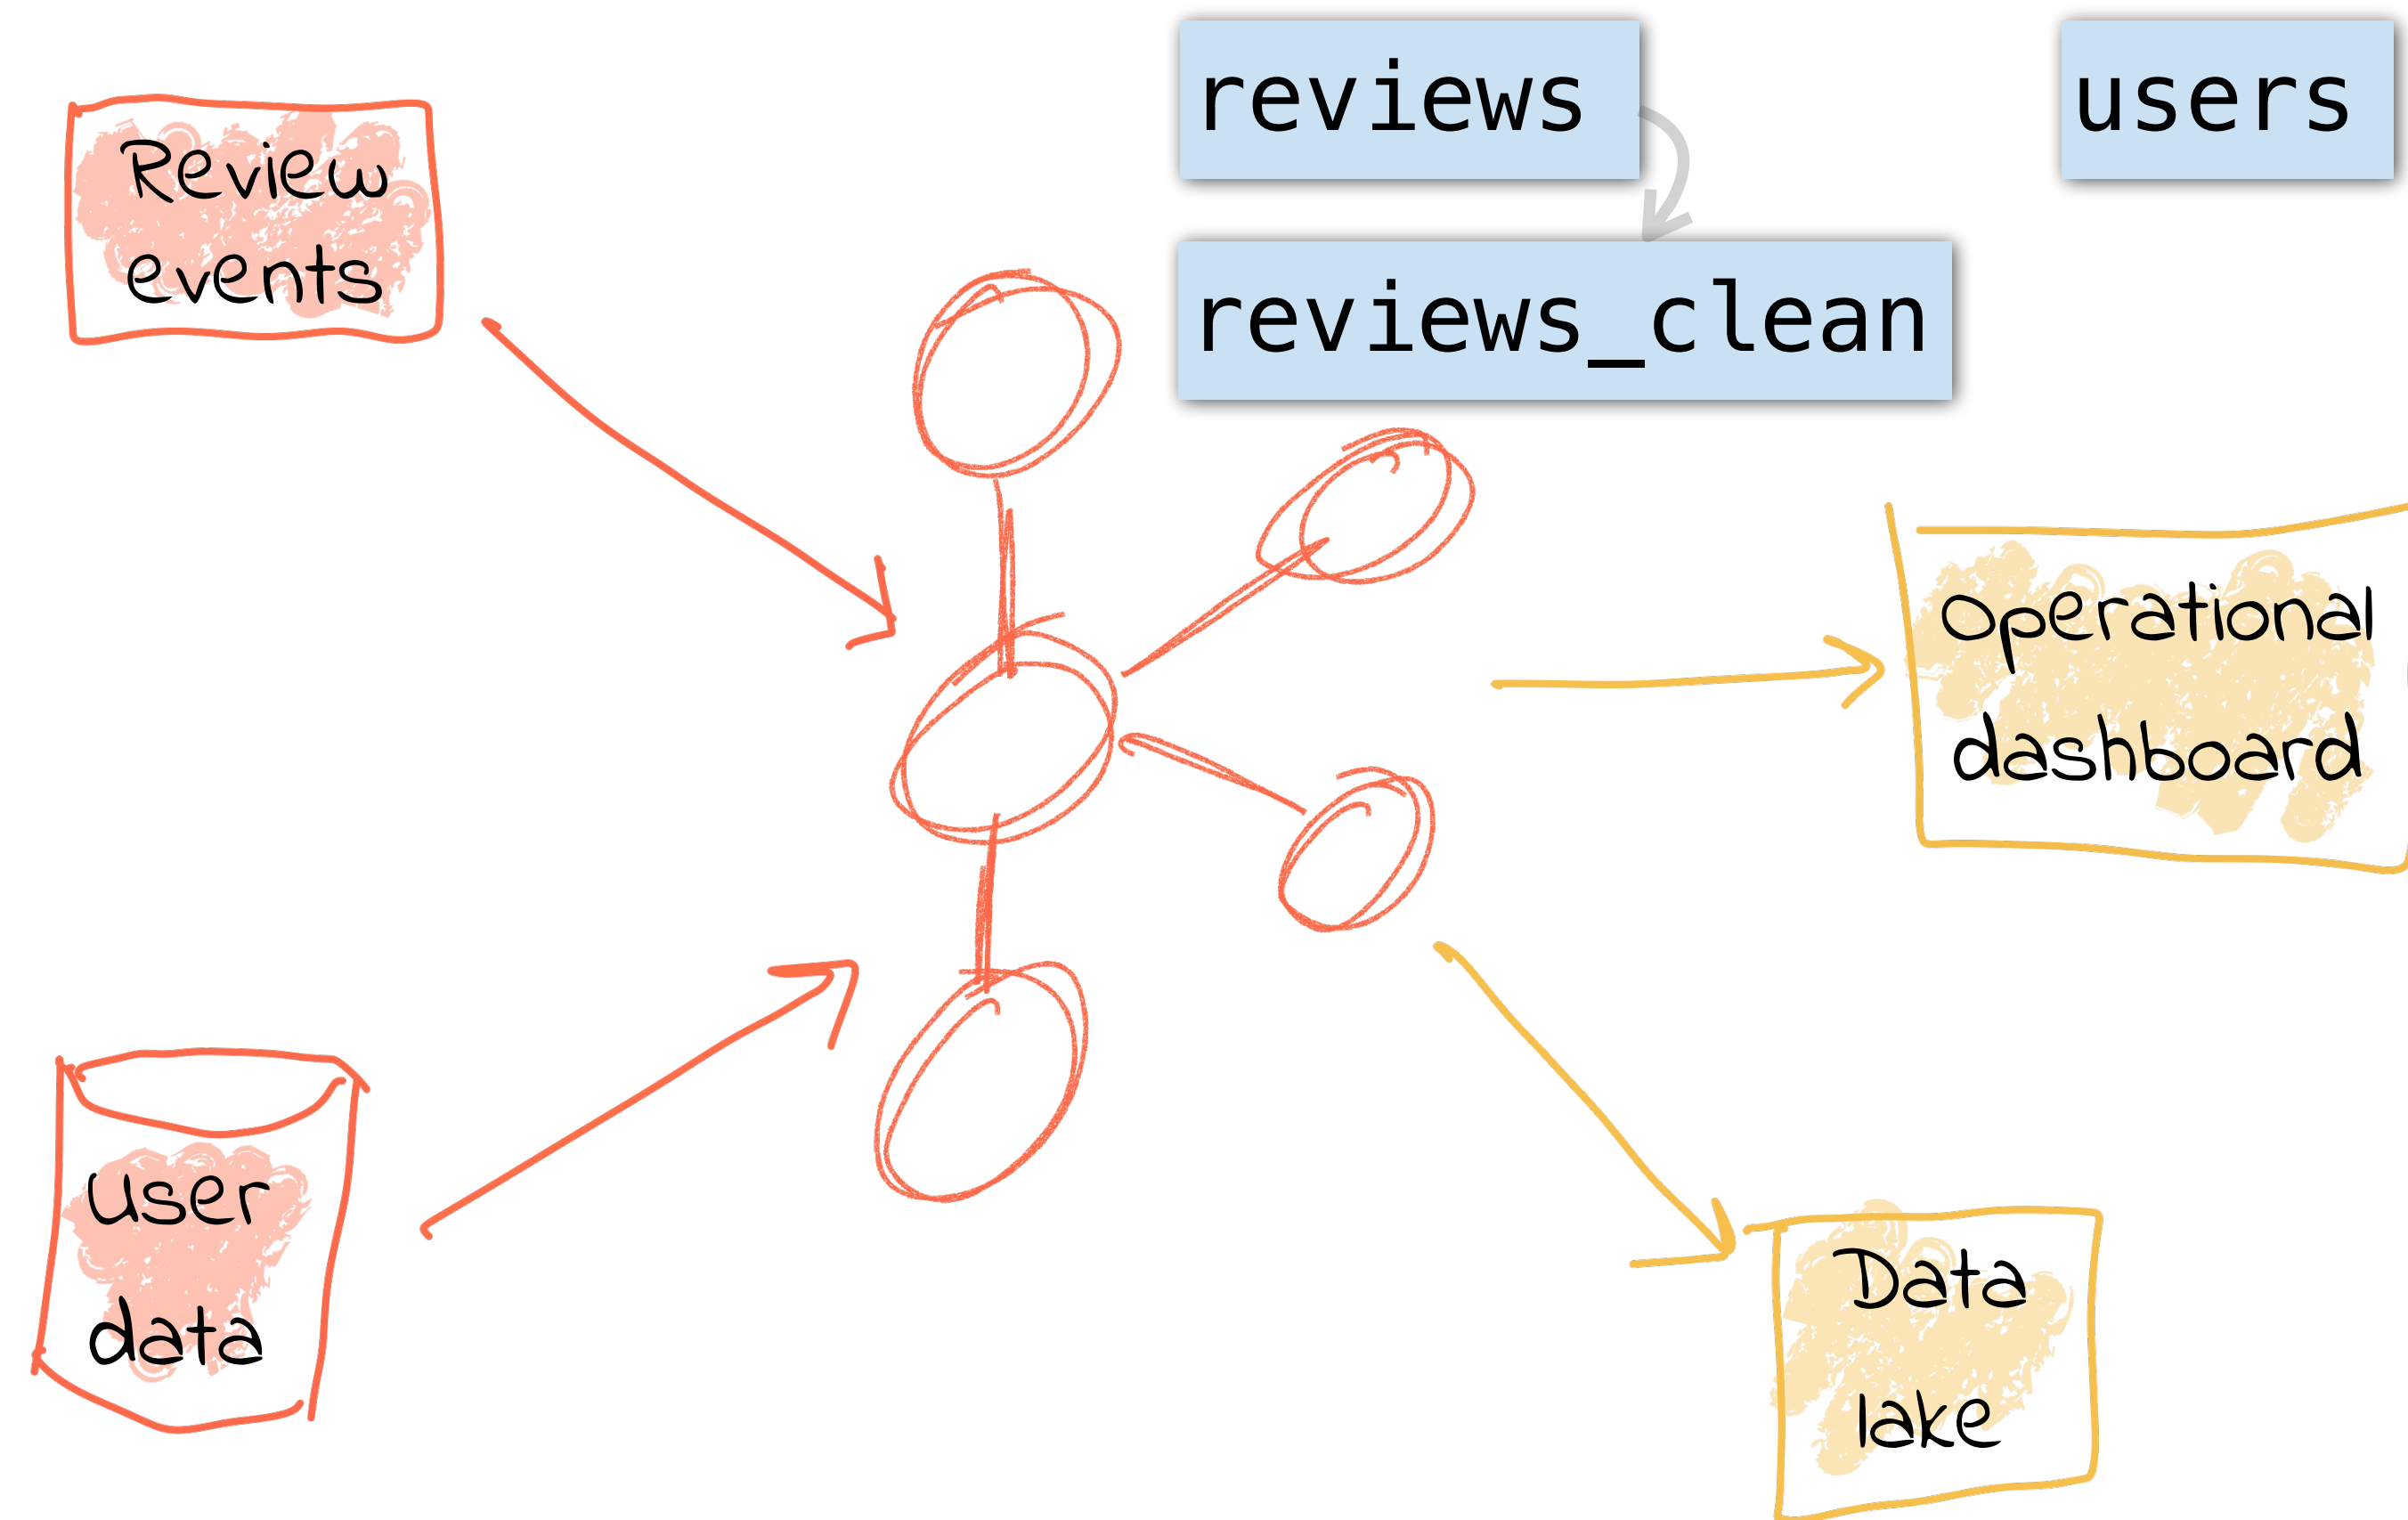 reviews
users
Review
events
reviews_clean
Operational
dashboard
User
data
Data
lake